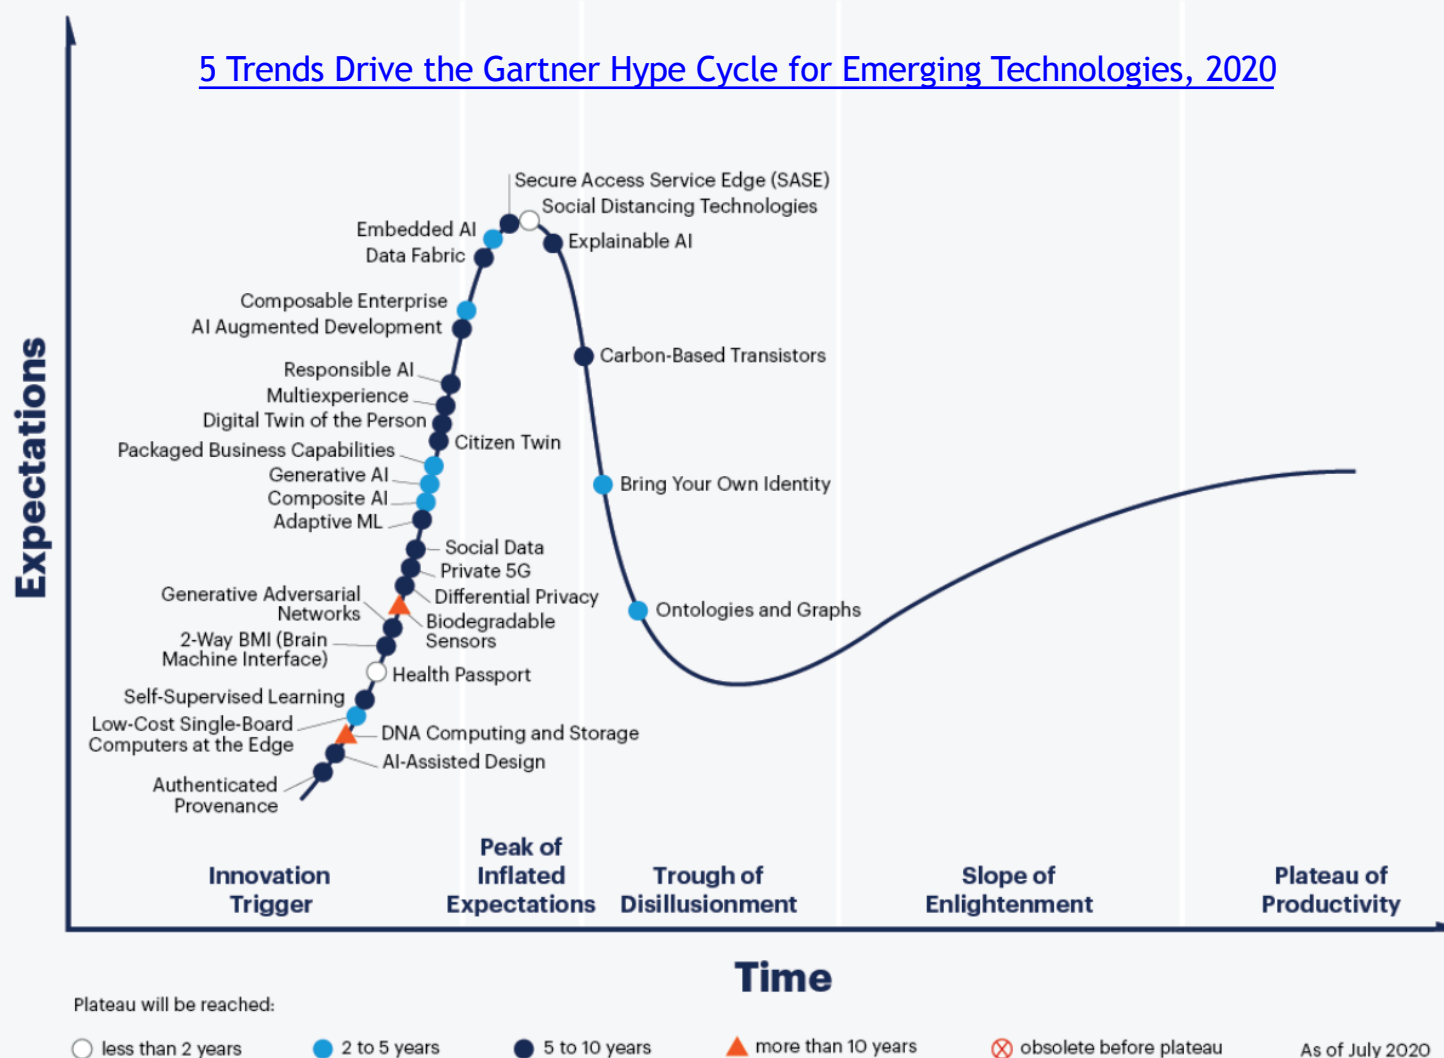 5 Trends Drive the Gartner Hype Cycle for Emerging Technologies, 2020
Expectations
Secure Access Service Edge (SASE)
Social Distancing Technologies
Embedded AI
Explainable AI
Data Fabric
Composable Enterprise
AI Augmented Development
Carbon-Based Transistors
Responsible AI
Multiexperience
Digital Twin of the Person
Citizen Twin
Packaged Business Capabilities
Generative AI
Bring Your Own Identity
Composite AI
Adaptive ML
Social Data
Private 5G
Differential Privacy
Generative Adversarial
Networks
Biodegradable
Sensors
Ontologies and Graphs
2-Way BMI (Brain
Machine Interface)
Health Passport
Self-Supervised Learning
Low-Cost Single-Board
Computers at the Edge
DNA Computing and Storage
AI-Assisted Design
Authenticated
Provenance
Innovation
Trigger
Peak of
Inflated
Expectations
Trough of
Disillusionment
Slope of
Enlightenment
Plateau of
Productivity
Time
Plateau will be reached:
less than 2 years
2 to 5 years
5 to 10 years
more than 10 years
obsolete before plateau
As of July 2020